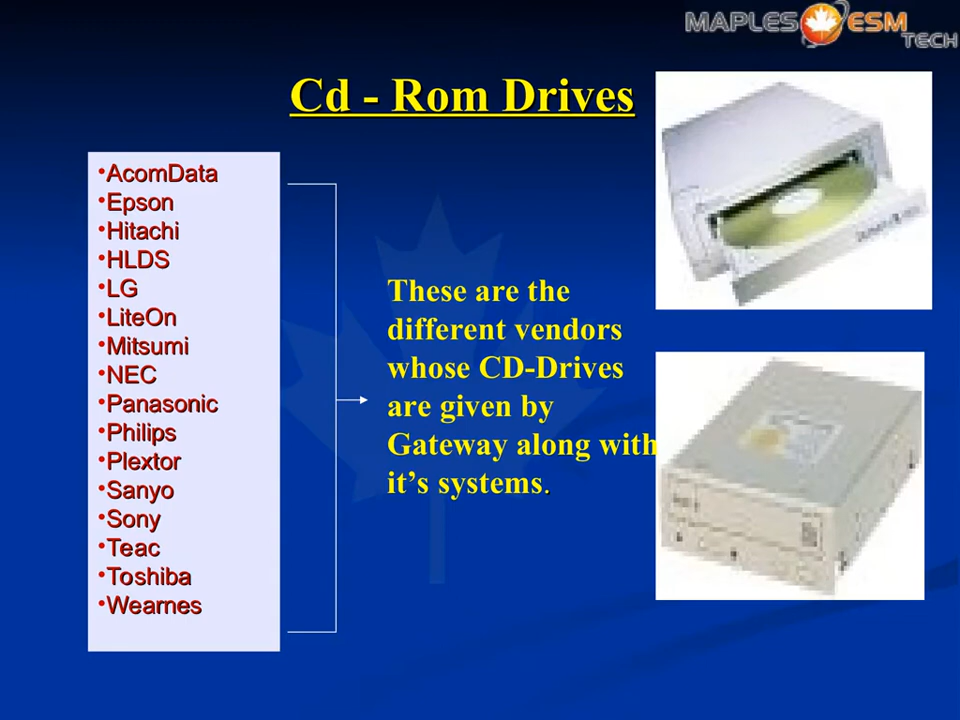 MAPLES ESM
TECH
Cd - Rom Drives
•AcomData
•Epson
•Hitachi
•HLDS
•LG
•LiteOn
•Mitsumi
•NEC
•Panasonic
•Philips
•Plextor
•Sanyo
•Sony
•Teac
•Toshiba
•Wearnes
These are the
different vendors
whose CD-Drives
are given by
Gateway along with
it’s systems.